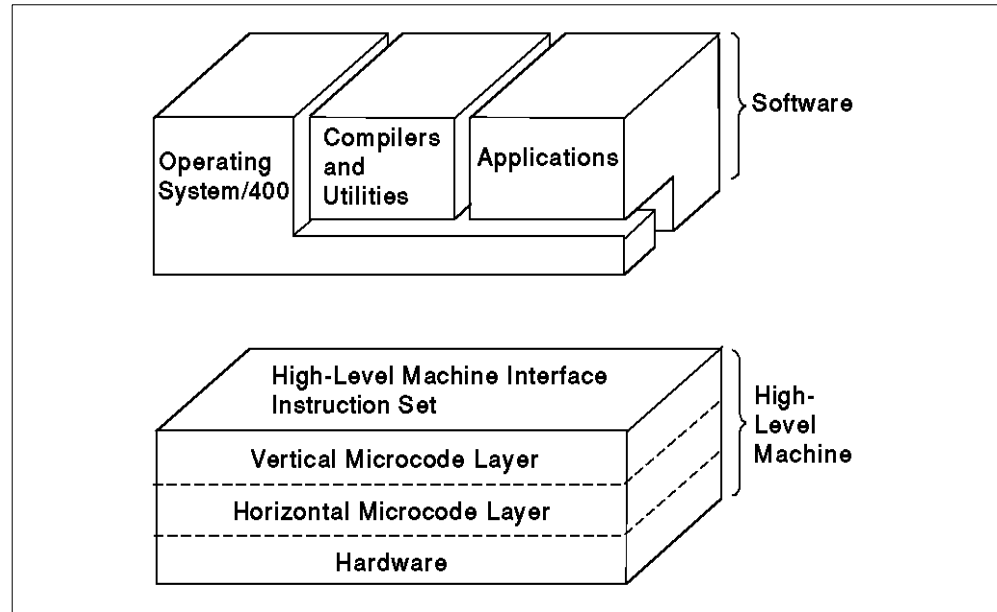 Operating
System/400
Compilers
and
Utilities
Applications
Software
High-Level Machine Interface
Instruction Set
Vertical Microcode Layer
Horizontal Microcode Layer
Hardware
High-
Level
Machine